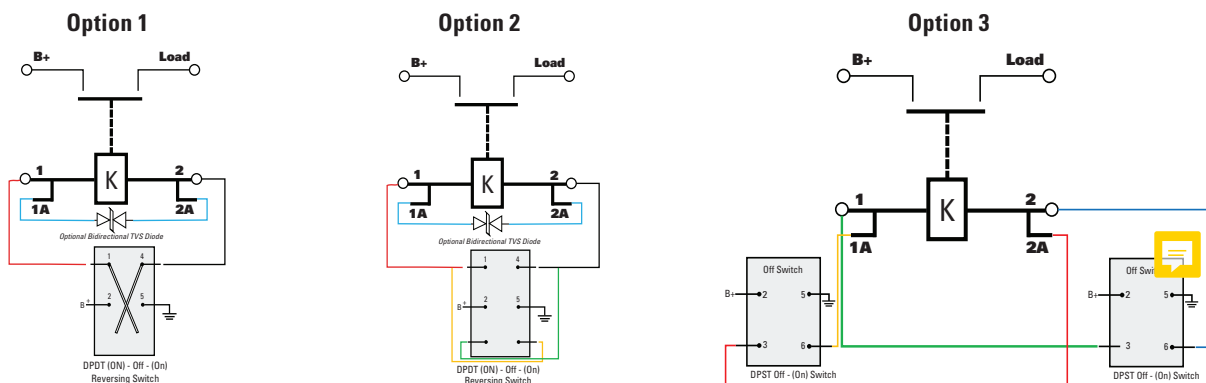 Option 1
B+ Load
1 K 2
1A 2A
Optional Bidirectional TVS Diode
1 4
B+ 2 5
DPDT (ON) - Off - (On)
Reversing Switch
Option 2
B+ Load
1 K 2
1A 2A
Optional Bidirectional TVS Diode
1 4
B+ 2 5
DPDT (ON) - Off - (On)
Reversing Switch
Option 3
B+ Load
1 K 2
1A 2A
Off Switch
B+ 2 5
3 6
DPST Off - (On) Switch
Off
B+ 2 5
3 6
DPST Off - (On) Switch